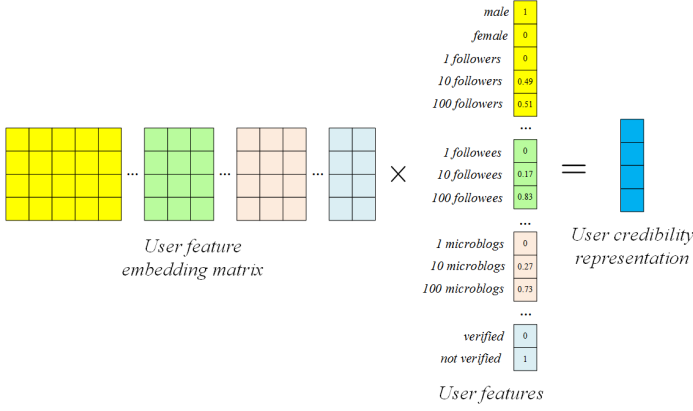 male 1
female 0
1 followers 0
10 followers 0.49
100 followers 0.51
...
... ... ...
1 followees 0
10 followees 0.17
100 followees 0.83
× =
...
User feature
embedding matrix
1 microblogs 0
10 microblogs 0.27
100 microblogs 0.73
User credibility
representation
...
verified 0
not verified 1
User features